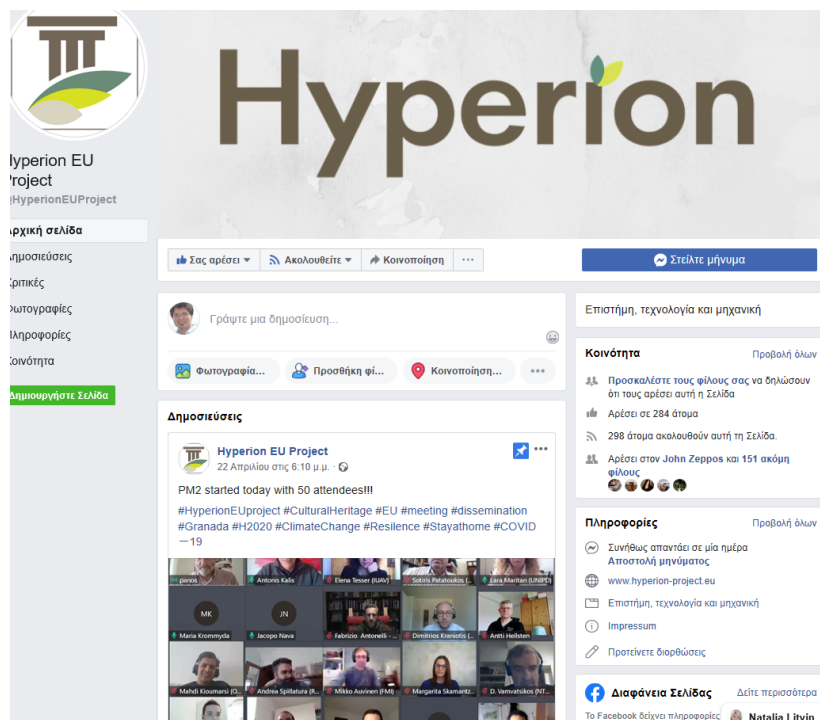 Hyperion
Hyperion EU
Project
@HyperionEUProject
Αρχική σελίδα
Δημοσιεύσεις
Κριτικές
Φωτογραφίες
Πληροφορίες
Κοινότητα
Δημιουργήστε Σελίδα
Σας αρέσει
Ακολουθείτε
Κοινοποίηση
...
Στείλτε μήνυμα
Γράψτε μια δημοσίευση...
Φωτογραφία...
Προσθήκη φί...
Κοινοποίηση...
Δημοσιεύσεις
Hyperion EU Project
22 Απριλίου στις 6:10 μ.μ. ·
PM2 started today with 50 attendees!!!
#HyperionEUproject #CulturalHeritage #EU #meeting #dissemination
#Granada #H2020 #ClimateChange #Resilence #Stayathome #COVID
—19
panos
Antonis Kalis
Elena Tesser (IUAV)
Sotiris Patatoukos (...
Lara Maritan (UNIPD)
MK
JN
Maria Krommyda
Jacopo Nava
Fabrizio Antonelli - ...
Dimitrios Kraniotis (...
Antti Hellsten
Mahdi Kioumarsi (O...
Andrea Spillatura (R...
Mikko Auvinen (FMI)
Margarita Skamantz...
D. Vamvatsikos (NT...
Επιστήμη, τεχνολογία και μηχανική
Κοινότητα
Προβολή όλων
Προσκαλέστε τους φίλους σας να δηλώσουν
ότι τους αρέσει αυτή η Σελίδα
Αρέσει σε 284 άτομα
298 άτομα ακολουθούν αυτή τη Σελίδα.
Αρέσει στον John Zeppos και 151 ακόμη
φίλους
Πληροφορίες
Προβολή όλων
Συνήθως απαντάει σε μία ημέρα
Αποστολή μηνύματος
www.hyperion-project.eu
Επιστήμη, τεχνολογία και μηχανική
Impressum
Προτείνετε διορθώσεις
Διαφάνεια Σελίδας
Δείτε περισσότερα
Το Facebook δείχνει πληροφορίες
Natalia Litvin